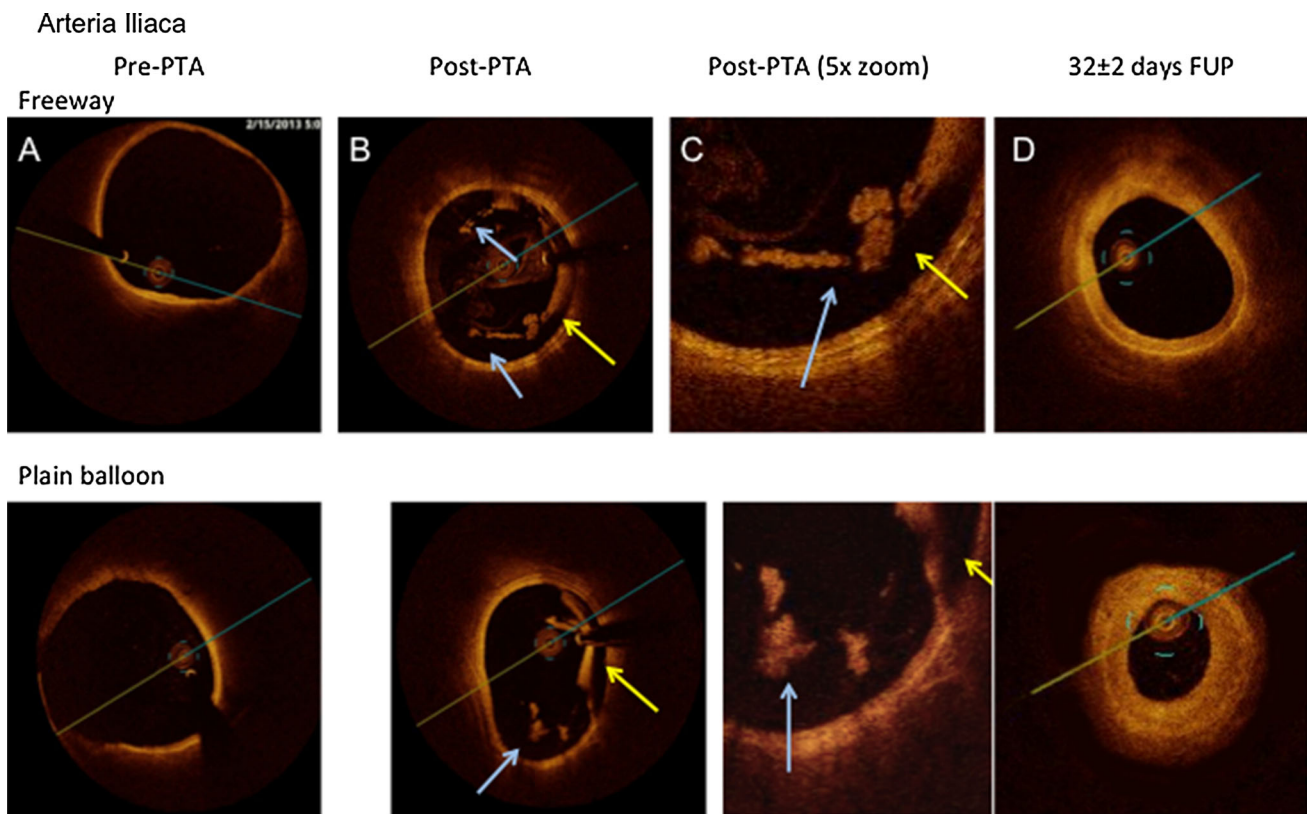 Arteria Iliaca
Pre-PTA Post-PTA Post-PTA (5x zoom) 32±2 days FUP
Freeway
2/15/2013 5:0
A B C D
Plain balloon